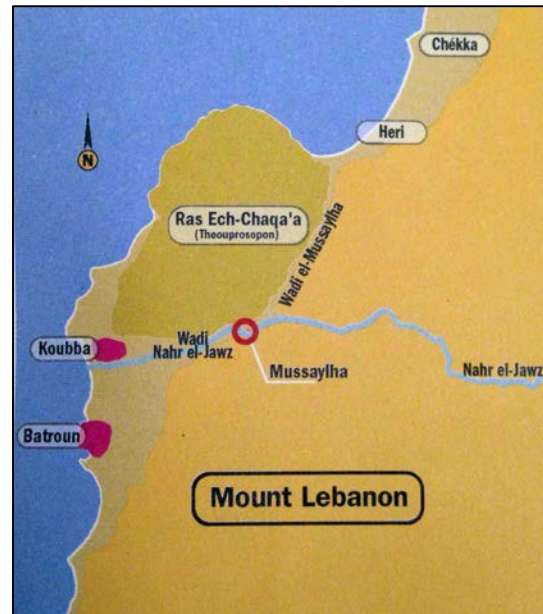 Chékka
Heri
N
Ras Ech-Chaqa'a
(Theouprosopon)
Wadi el-Mussaylha
Koubba
Wadi
Nahr el-Jawz
Mussaylha
Nahr el-Jawz
Batroun
Mount Lebanon